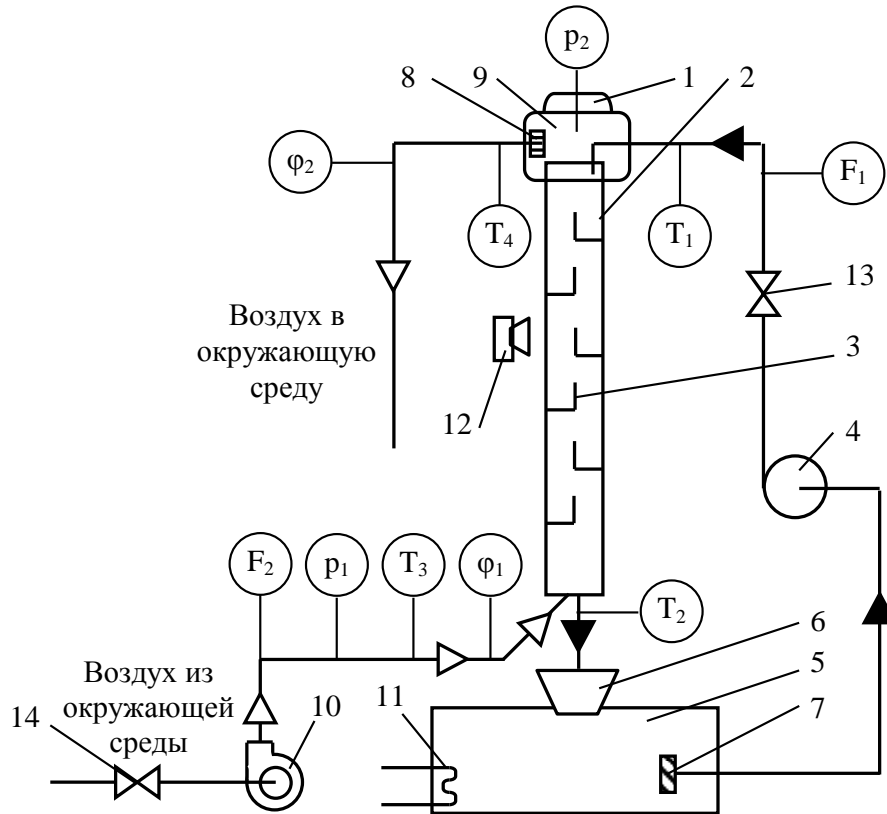 p₂
8
9
1
2
φ₂
F₁
T₄
T₁
13
Воздух в
окружающую
среду
3
12
4
F₂
p₁
T₃
φ₁
T₂
6
5
Воздух из
окружающей
среды
14
10
11
7